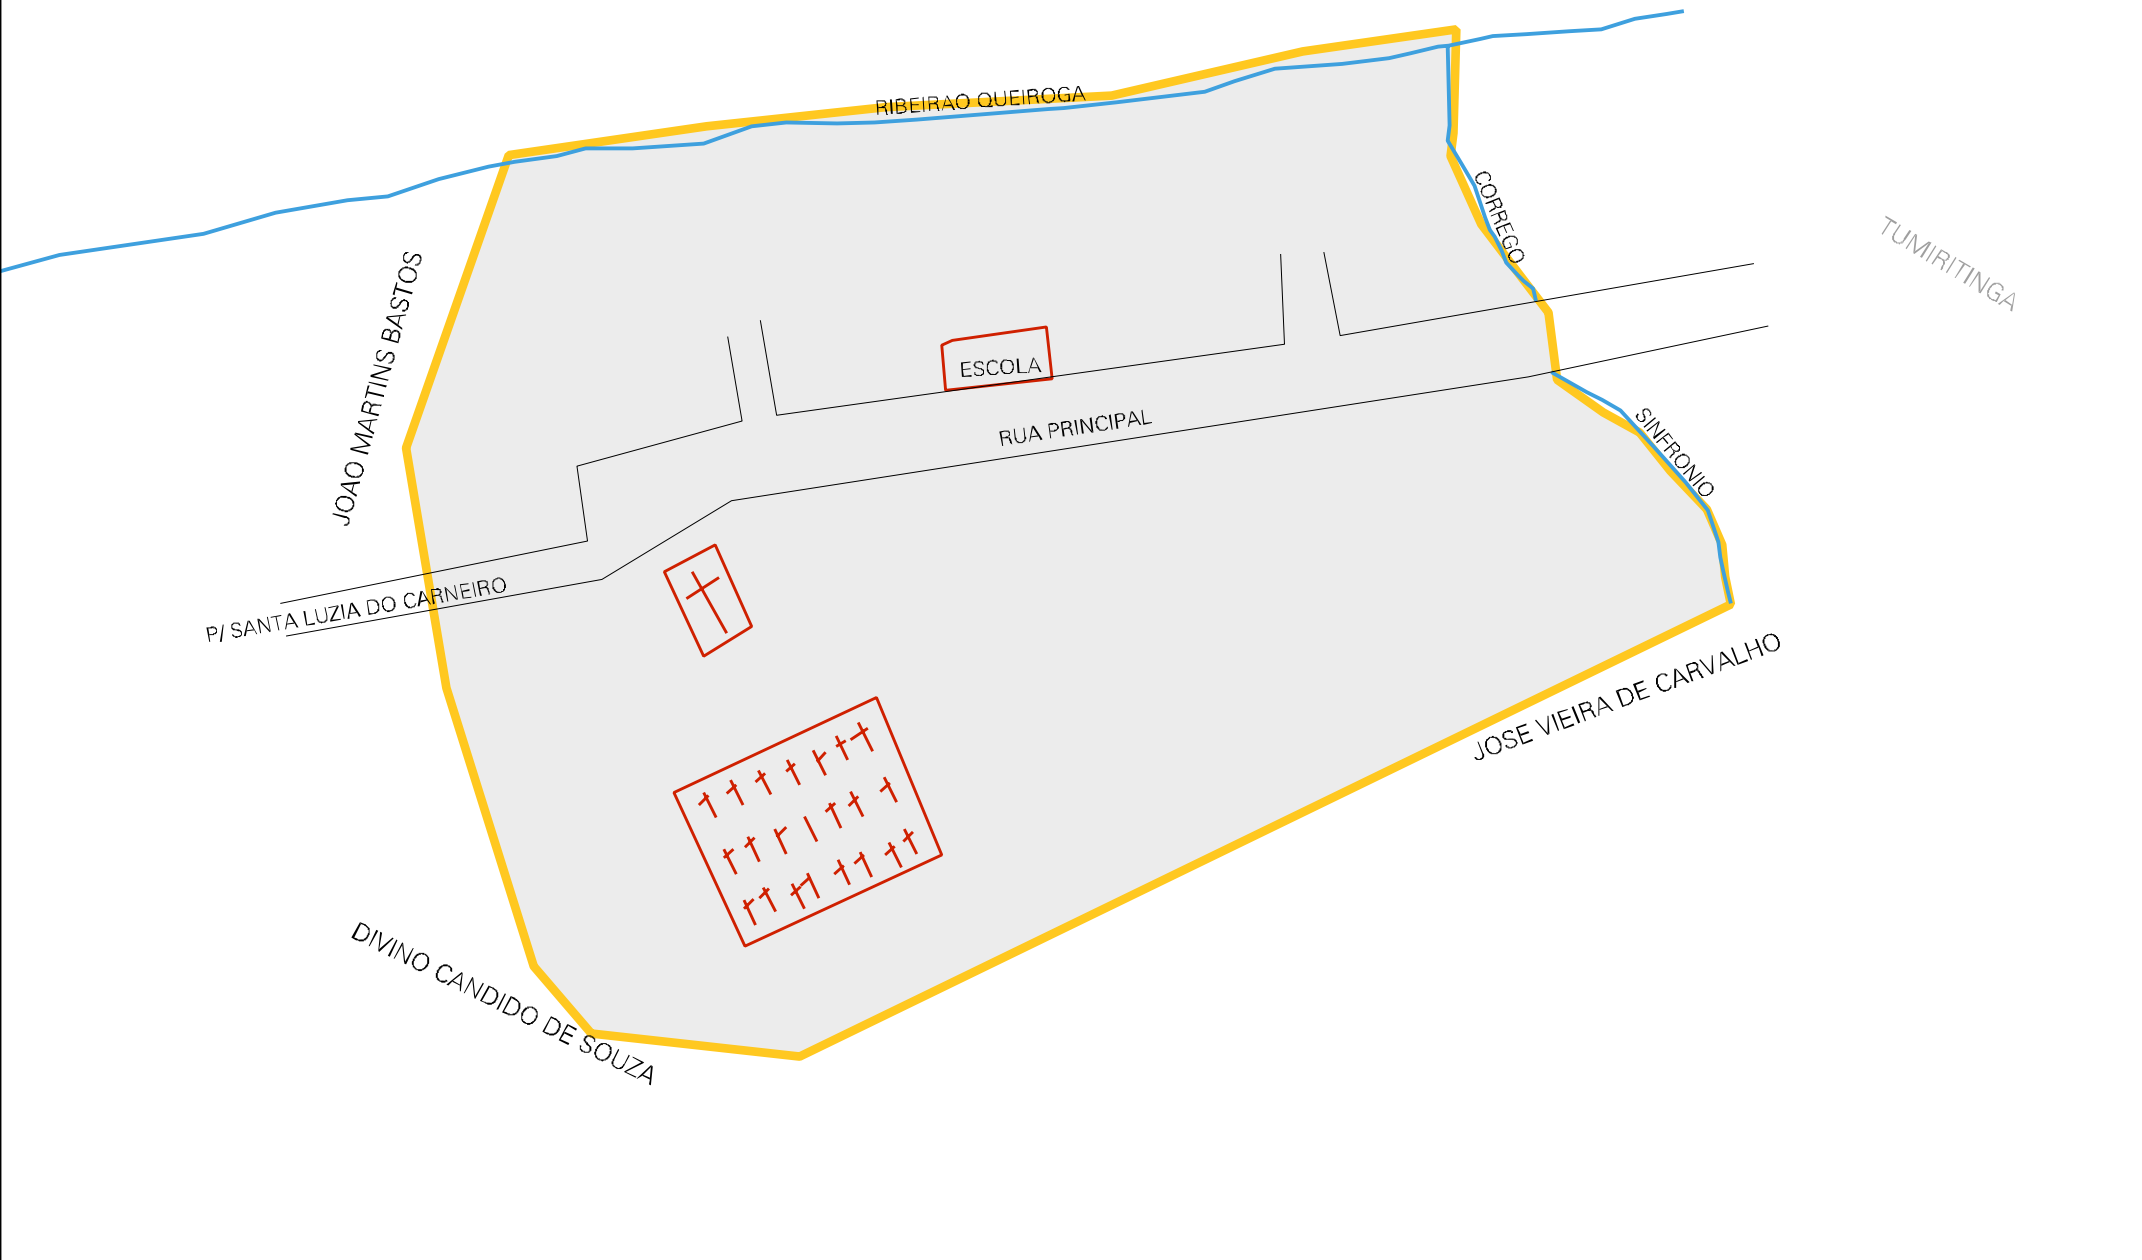 RIBEIRAO QUEIROGA
CORREGO
TUMIRITINGA
JOAO MARTINS BASTOS
ESCOLA
RUA PRINCIPAL
SINFRONIO
P/ SANTA LUZIA DO CARNEIRO
JOSE VIEIRA DE CARVALHO
DIVINO CANDIDO DE SOUZA